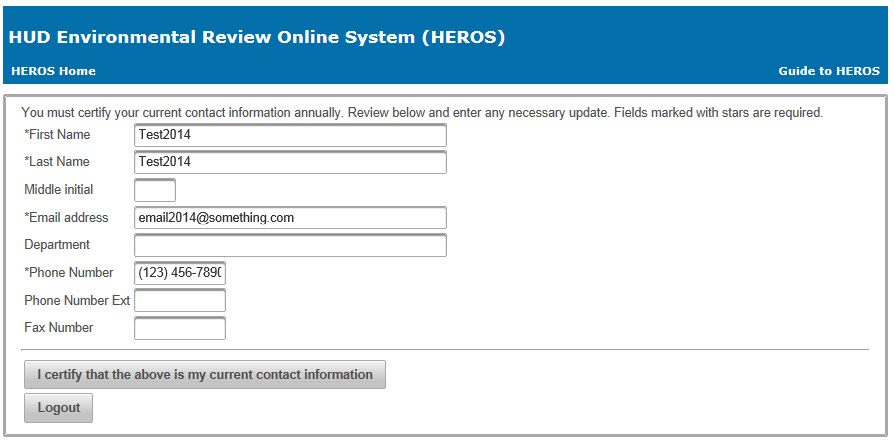 HUD Environmental Review Online System (HEROS)
HEROS Home Guide to HEROS
You must certify your current contact information annually. Review below and enter any necessary update. Fields marked with stars are required.
*First Name Test2014
*Last Name Test2014
Middle initial
*Email address email2014@something.com
Department
*Phone Number (123) 456-7890
Phone Number Ext
Fax Number
I certify that the above is my current contact information
Logout